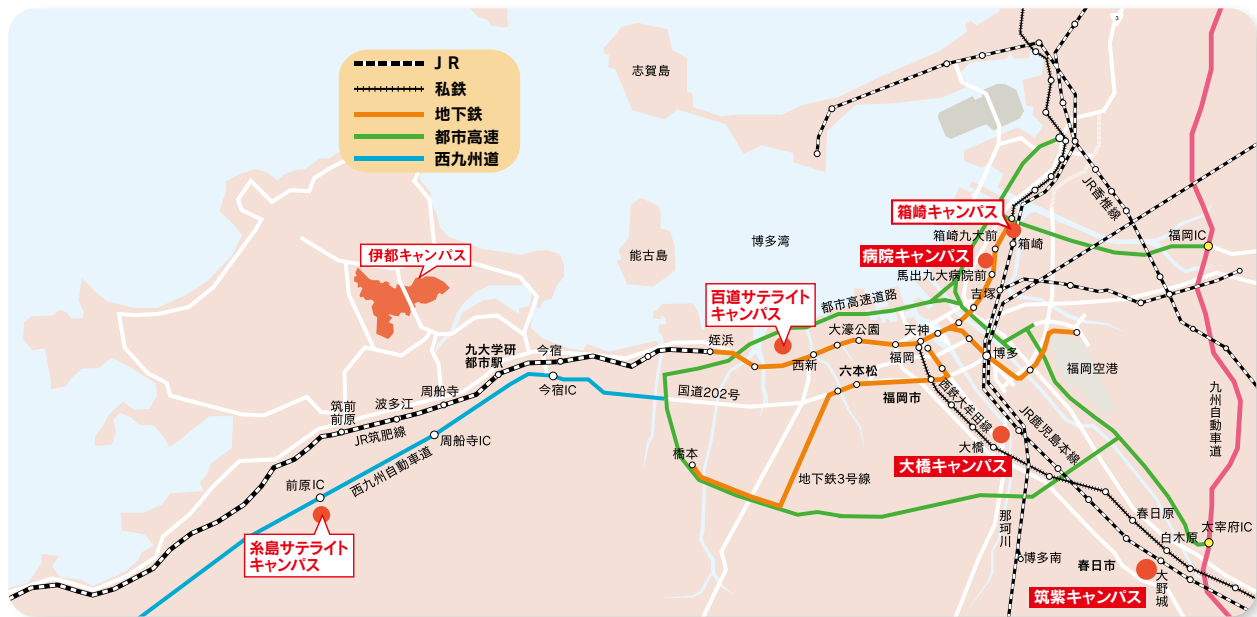 ＪＲ
私鉄
地下鉄
都市高速
西九州道
志賀島
能古島
博多湾
3
JR香椎線
福岡IC
箱崎キャンパス
箱崎九大前
箱崎
病院キャンパス
馬出九大病院前
吉塚
伊都キャンパス
百道サテライト
キャンパス
都市高速道路
姪浜
西新
大濠公園
天神
福岡
博多
福岡空港
九大学研
都市駅
今宿
今宿IC
周船寺
波多江
筑前
前原
JR筑肥線
周船寺IC
西九州自動車道
前原IC
糸島サテライト
キャンパス
国道202号
六本松
福岡市
西鉄大牟田線
JR鹿児島本線
九州自動車道
橋本
地下鉄3号線
大橋
大橋キャンパス
那珂川
博多南
春日原
白木原
太宰府IC
春日市
大野城
筑紫キャンパス